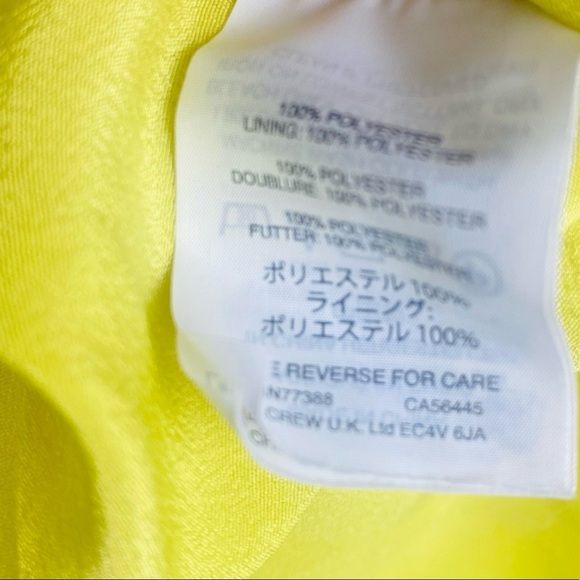 100% POLYESTER
LINING: 100% POLYESTER
100% POLYESTER
DOUBLURE: 100% POLYESTER
100% POLYESTER
FUTTER: 100% POLYESTER
ポリエステル 100%
ライニング:
ポリエステル 100%
E REVERSE FOR CARE
N77388 CA56445
CREW U.K. Ltd EC4V 6JA